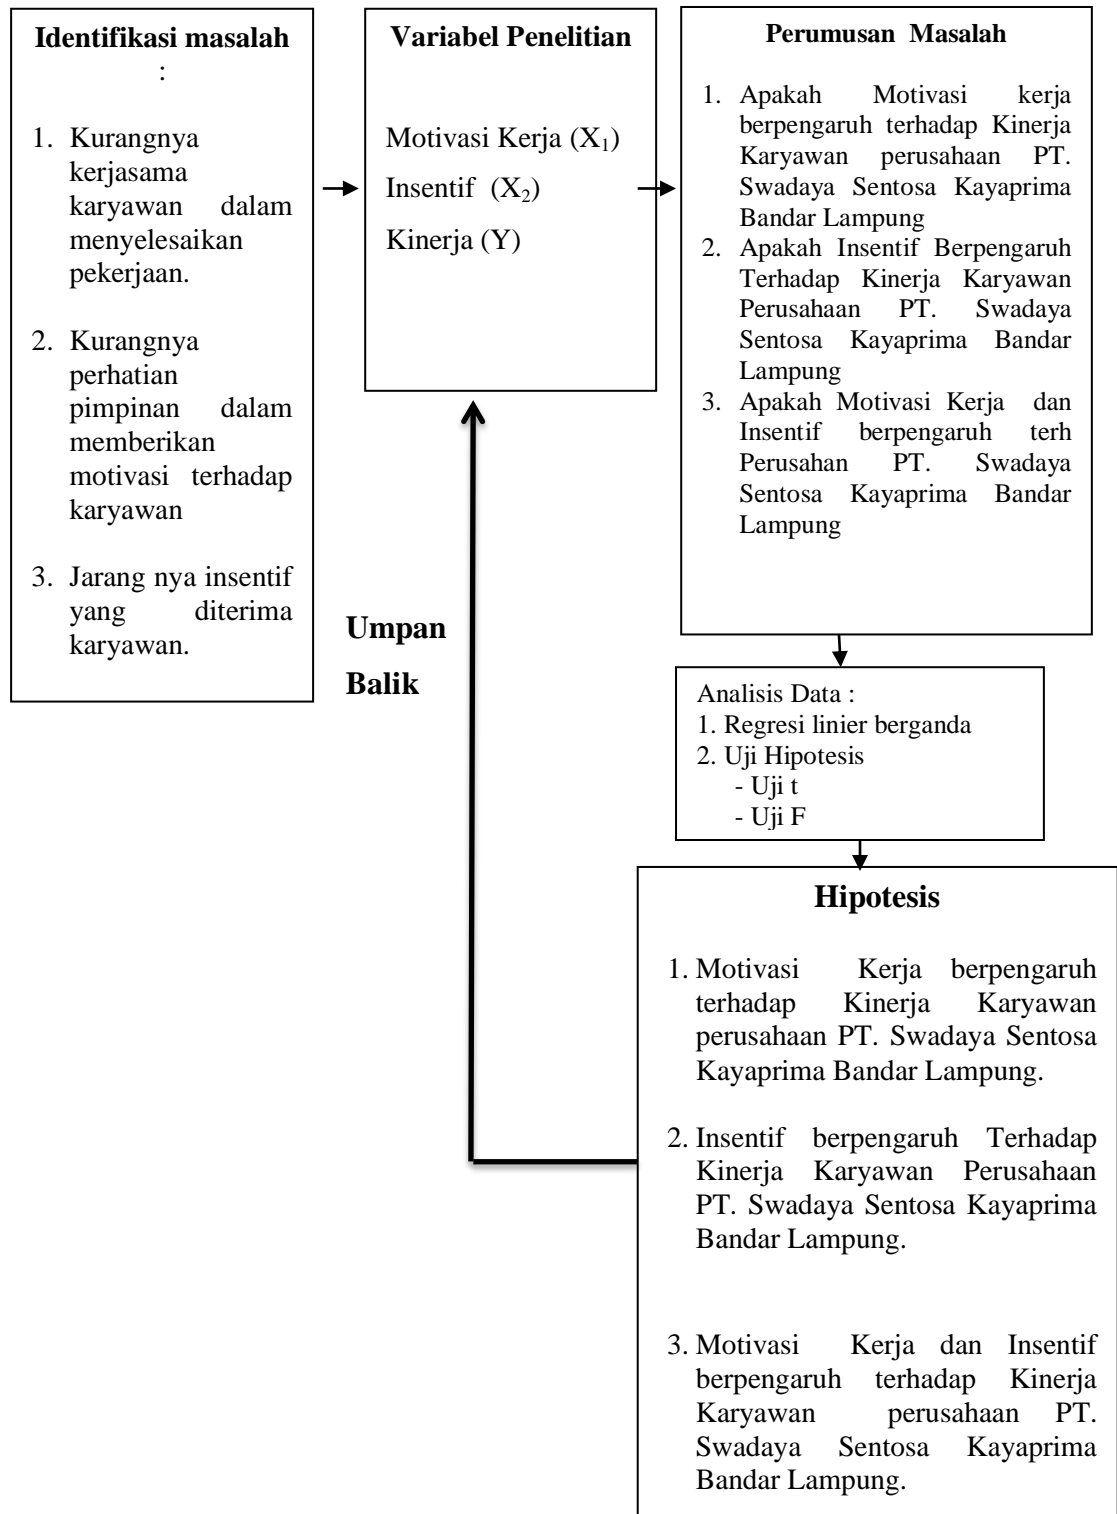 Identifikasi masalah
:
1. Kurangnya
kerjasama
karyawan dalam
menyelesaikan
pekerjaan.
2. Kurangnya
perhatian
pimpinan dalam
memberikan
motivasi terhadap
karyawan
3. Jarang nya insentif
yang diterima
karyawan.
Variabel Penelitian
Motivasi Kerja (X₁)
Insentif (X₂)
Kinerja (Y)
Perumusan Masalah
1. Apakah Motivasi kerja
berpengaruh terhadap Kinerja
Karyawan perusahaan PT.
Swadaya Sentosa Kayaprima
Bandar Lampung
2. Apakah Insentif Berpengaruh
Terhadap Kinerja Karyawan
Perusahaan PT. Swadaya
Sentosa Kayaprima Bandar
Lampung
3. Apakah Motivasi Kerja dan
Insentif berpengaruh terh
Perusahan PT. Swadaya
Sentosa Kayaprima Bandar
Lampung
Umpan
Balik
Analisis Data :
1. Regresi linier berganda
2. Uji Hipotesis
- Uji t
- Uji F
Hipotesis
1. Motivasi Kerja berpengaruh
terhadap Kinerja Karyawan
perusahaan PT. Swadaya Sentosa
Kayaprima Bandar Lampung.
2. Insentif berpengaruh Terhadap
Kinerja Karyawan Perusahaan
PT. Swadaya Sentosa Kayaprima
Bandar Lampung.
3. Motivasi Kerja dan Insentif
berpengaruh terhadap Kinerja
Karyawan perusahaan PT.
Swadaya Sentosa Kayaprima
Bandar Lampung.